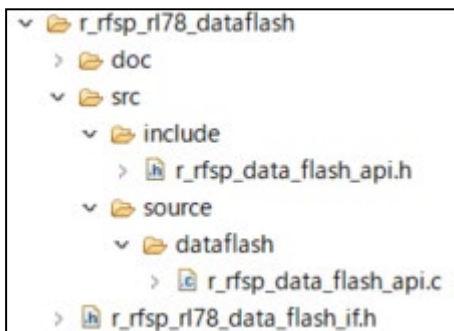 r_rfsp_rl78_dataflash
doc
src
include
r_rfsp_data_flash_api.h
source
dataflash
r_rfsp_data_flash_api.c
r_rfsp_rl78_data_flash_if.h